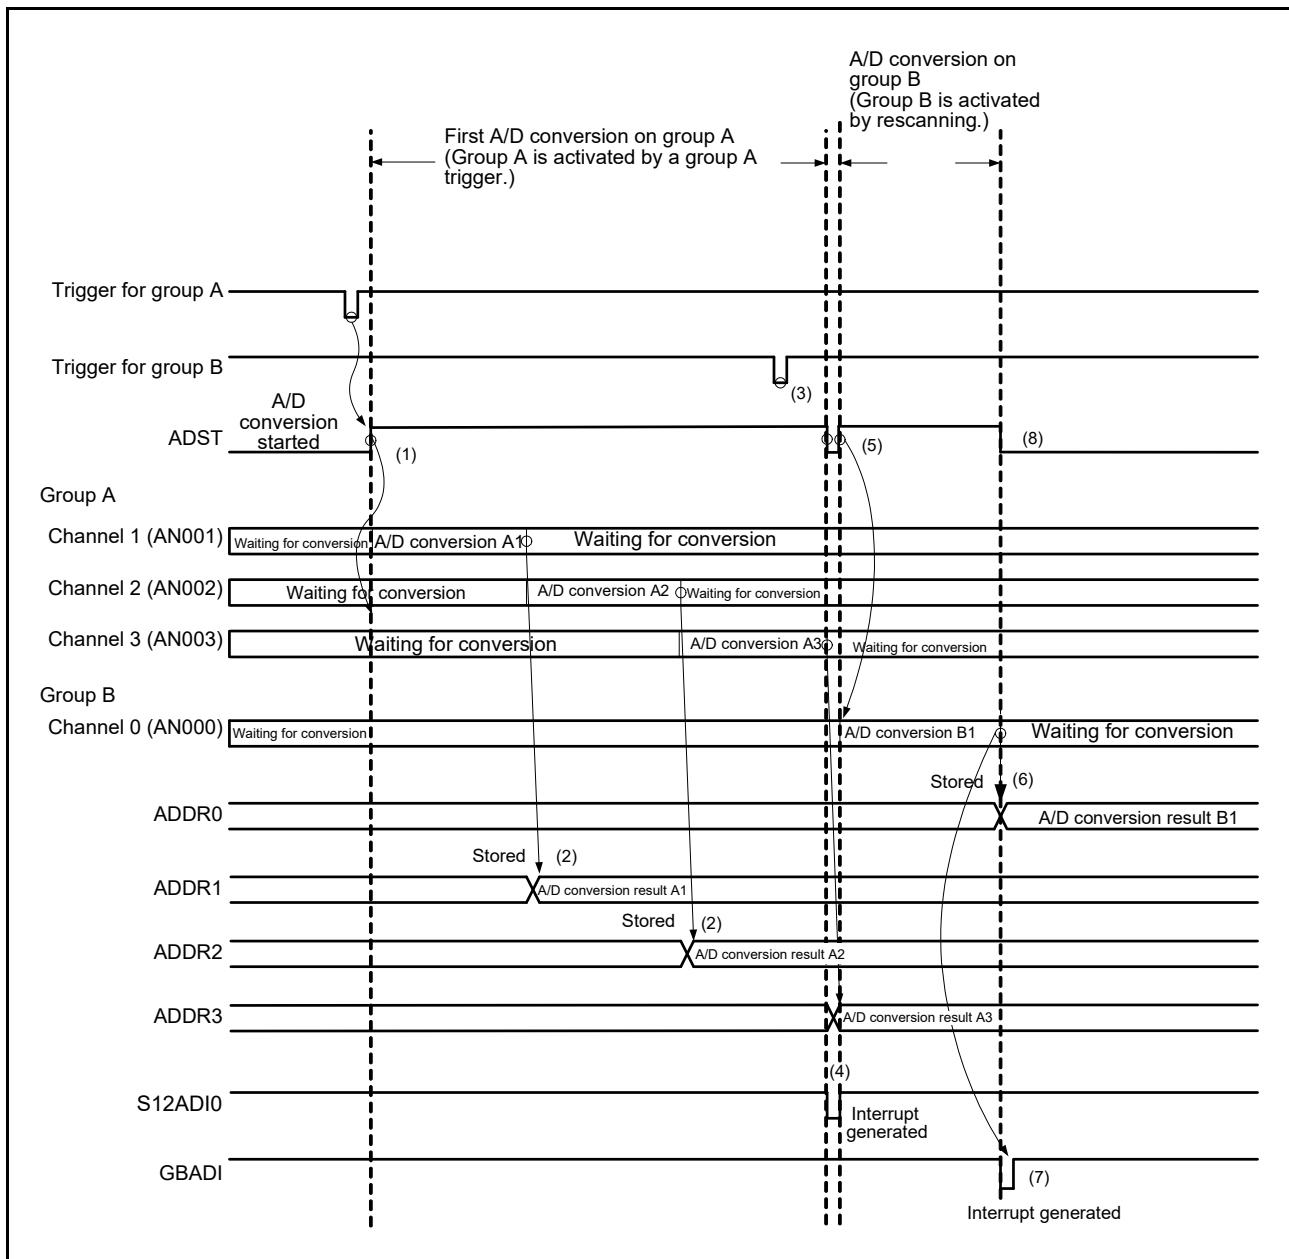 A/D conversion on
group B
(Group B is activated
by rescanning.)
First A/D conversion on group A
(Group A is activated by a group A
trigger.)
Trigger for group A
Trigger for group B
(3)
A/D
conversion
started
ADST
(1)
(5)
(8)
Group A
Channel 1 (AN001)
Waiting for conversion
A/D conversion A1
Waiting for conversion
Channel 2 (AN002)
Waiting for conversion
A/D conversion A2
Waiting for conversion
Channel 3 (AN003)
Waiting for conversion
A/D conversion A3
Waiting for conversion
Group B
Channel 0 (AN000)
Waiting for conversion
A/D conversion B1
Waiting for conversion
Stored
(6)
ADDR0
A/D conversion result B1
Stored
(2)
ADDR1
A/D conversion result A1
Stored
(2)
ADDR2
A/D conversion result A2
ADDR3
A/D conversion result A3
(4)
S12ADI0
Interrupt
generated
GBADI
(7)
Interrupt generated